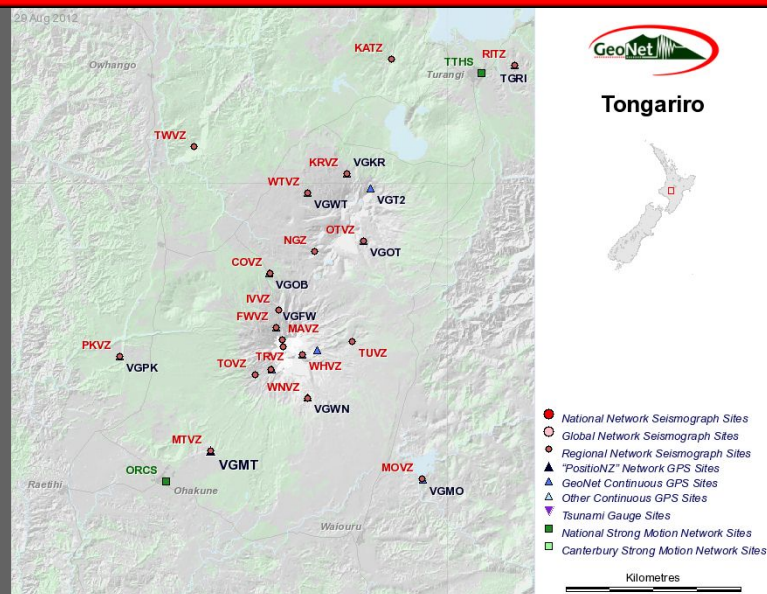 29 Aug 2012
KATZ
RITZ
Owhango
TTHS
Turangi
TGRI
TWVZ
KRVZ
VGKR
WTVZ
VGWT
VGT2
OTVZ
NGZ
VGOT
COVZ
VGOB
IVVZ
FWVZ
VGFW
MAVZ
PKVZ
TUVZ
TRVZ
TOVZ
WHVZ
VGPK
WNVZ
VGWN
MTVZ
VGMT
MOVZ
ORCS
VGMO
Raetihi
Ohakune
Waiouru
GeoNet
Tongariro
National Network Seismograph Sites
Global Network Seismograph Sites
Regional Network Seismograph Sites
"PositioNZ" Network GPS Sites
GeoNet Continuous GPS Sites
Other Continuous GPS Sites
Tsunami Gauge Sites
National Strong Motion Network Sites
Canterbury Strong Motion Network Sites
Kilometres